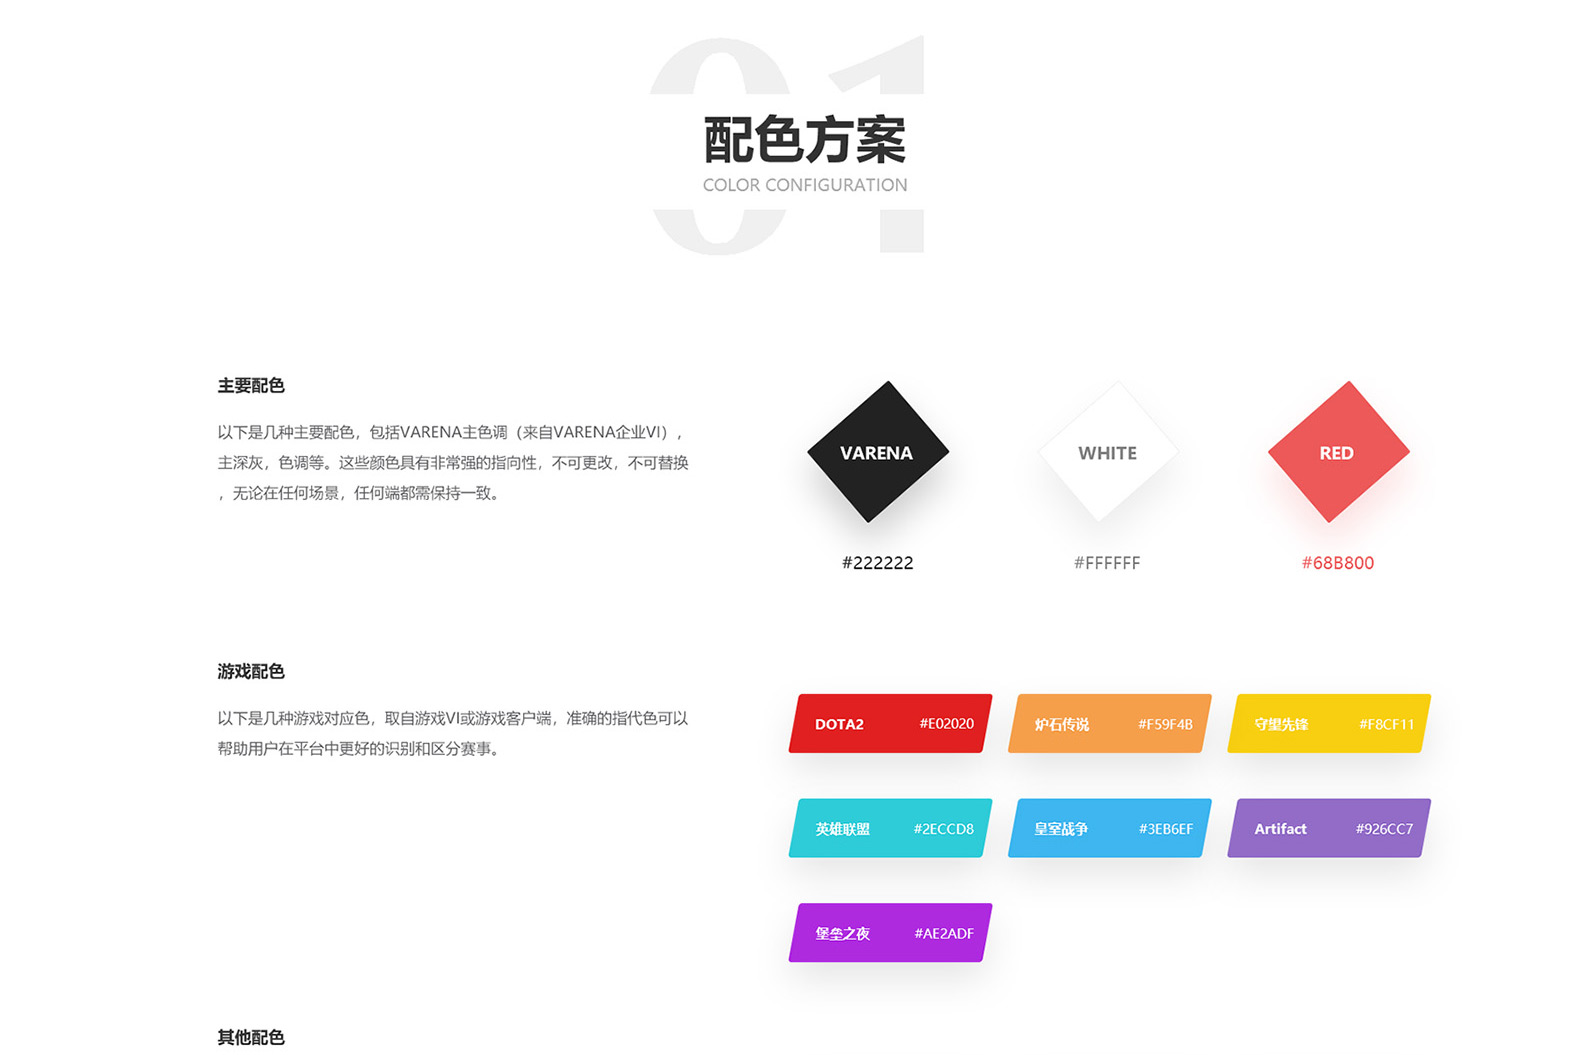 01
配色方案
COLOR CONFIGURATION
主要配色
以下是几种主要配色，包括VARENA主色调（来自VARENA企业VI），
主深灰，色调等。这些颜色具有非常强的指向性，不可更改，不可替换
，无论在任何场景，任何端都需保持一致。
VARENA
WHITE
RED
#222222
#FFFFFF
#68B800
游戏配色
以下是几种游戏对应色，取自游戏VI或游戏客户端，准确的指代色可以
帮助用户在平台中更好的识别和区分赛事。
DOTA2 #E02020
炉石传说 #F59F4B
守望先锋 #F8CF11
英雄联盟 #2ECCD8
皇室战争 #3EB6EF
Artifact #926CC7
堡垒之夜 #AE2ADF
其他配色